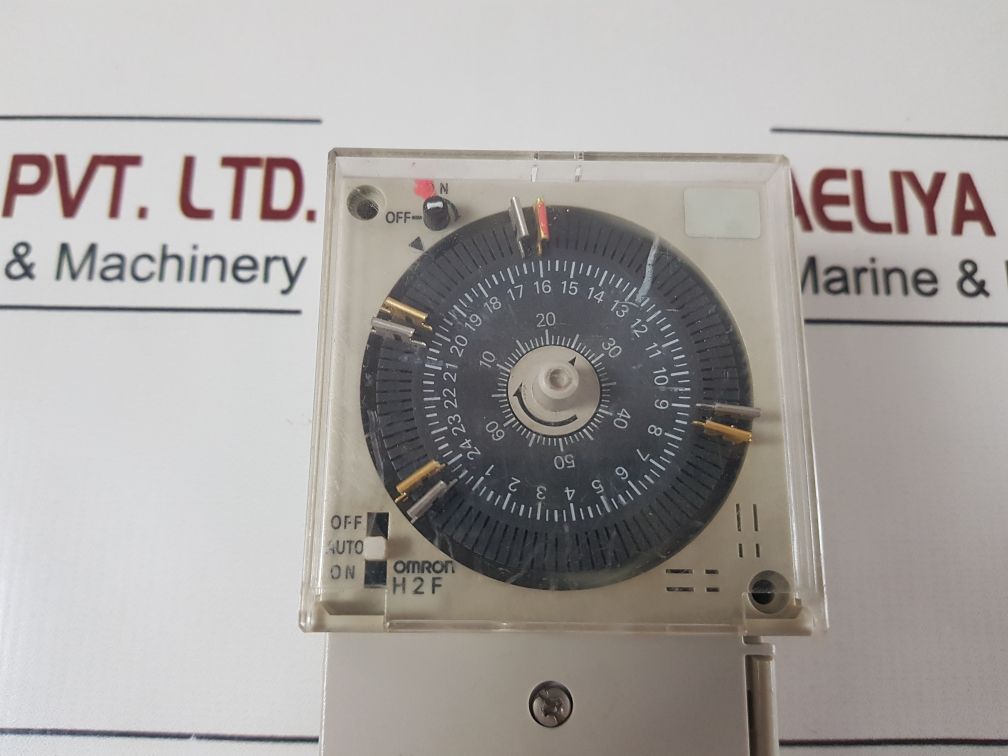 PVT. LTD.
& Machinery
AELIYA
Marine &
ON
OFF
17 16 15 14 13 12 11 10 9 8 7 6 5 4 3 2 1 24 23 22 21 20 19 18
10 20 30 40 50 60
OFF
AUTO
ON
OMRON
H2F